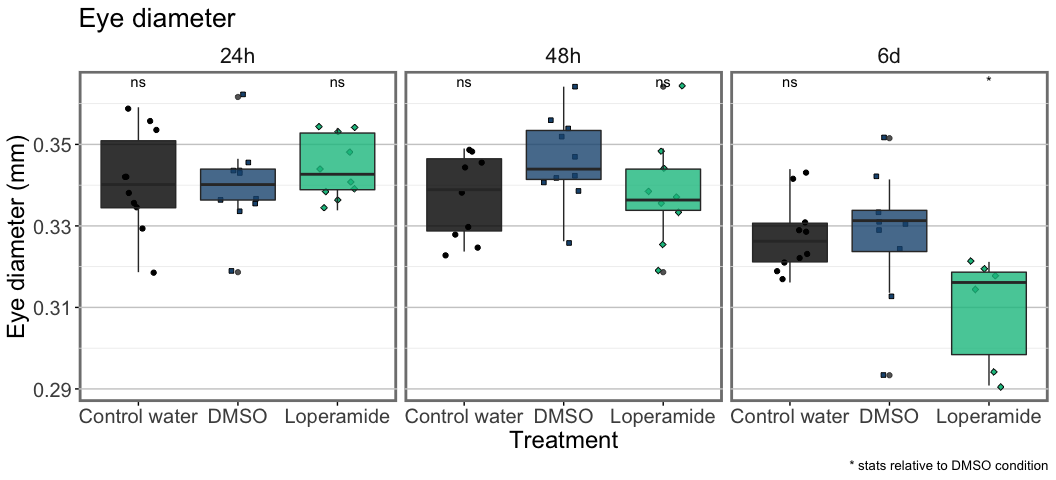 Eye diameter
24h 48h 6d
ns ns ns ns ns *
Eye diameter (mm)
0.35
0.33
0.31
0.29
Control water DMSO Loperamide Control water DMSO Loperamide Control water DMSO Loperamide
Treatment
* stats relative to DMSO condition